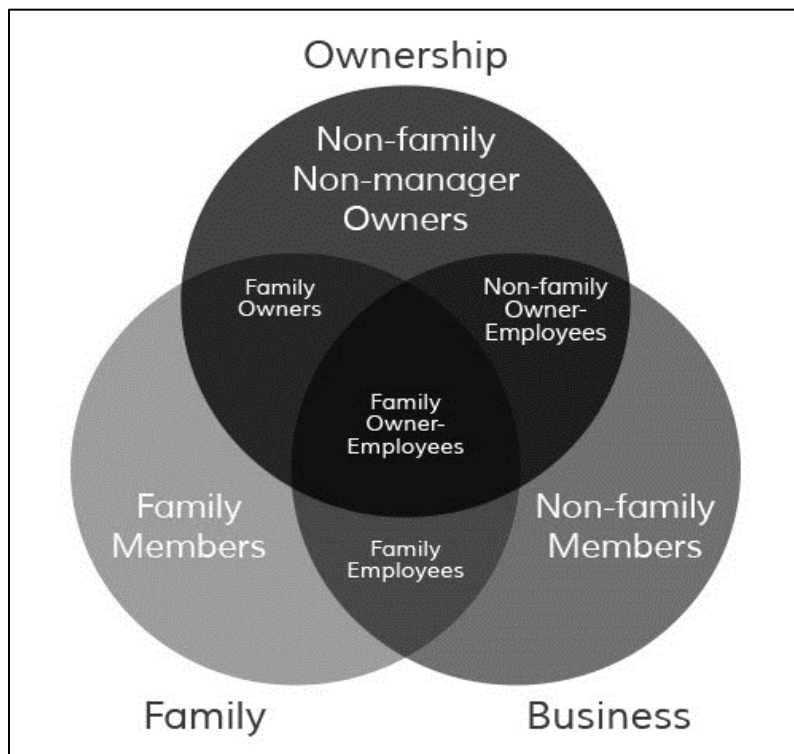 Ownership
Non-family
Non-manager
Owners
Family
Owners
Non-family
Owner-
Employees
Family
Owner-
Employees
Family
Members
Non-family
Members
Family
Employees
Family
Business